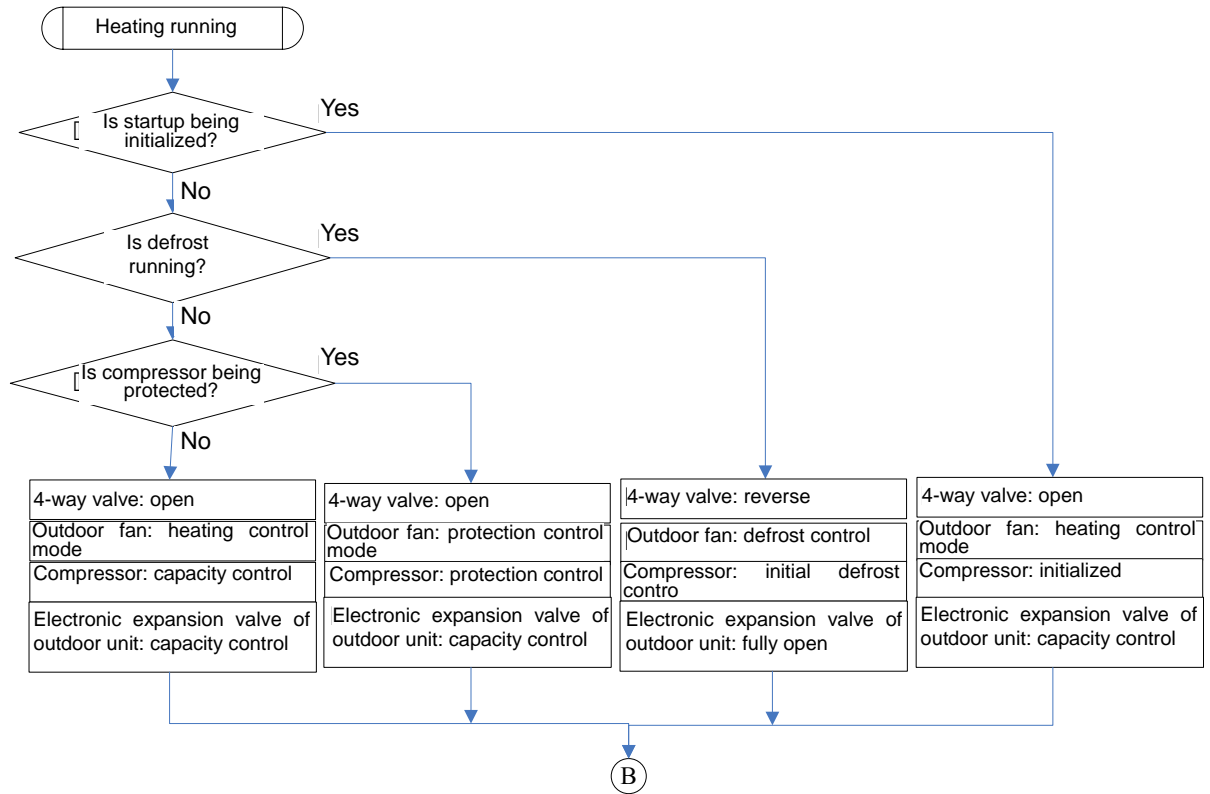 Heating running
Yes
Is startup being
initialized?
No
Yes
Is defrost
running?
No
Yes
Is compressor being
protected?
No
4-way valve: open
Outdoor fan: heating control
mode
Compressor: capacity control
Electronic expansion valve of
outdoor unit: capacity control
4-way valve: open
Outdoor fan: protection control
mode
Compressor: protection control
Electronic expansion valve of
outdoor unit: capacity control
4-way valve: reverse
Outdoor fan: defrost control
Compressor: initial defrost
contro
Electronic expansion valve of
outdoor unit: fully open
4-way valve: open
Outdoor fan: heating control
mode
Compressor: initialized
Electronic expansion valve of
outdoor unit: capacity control
B